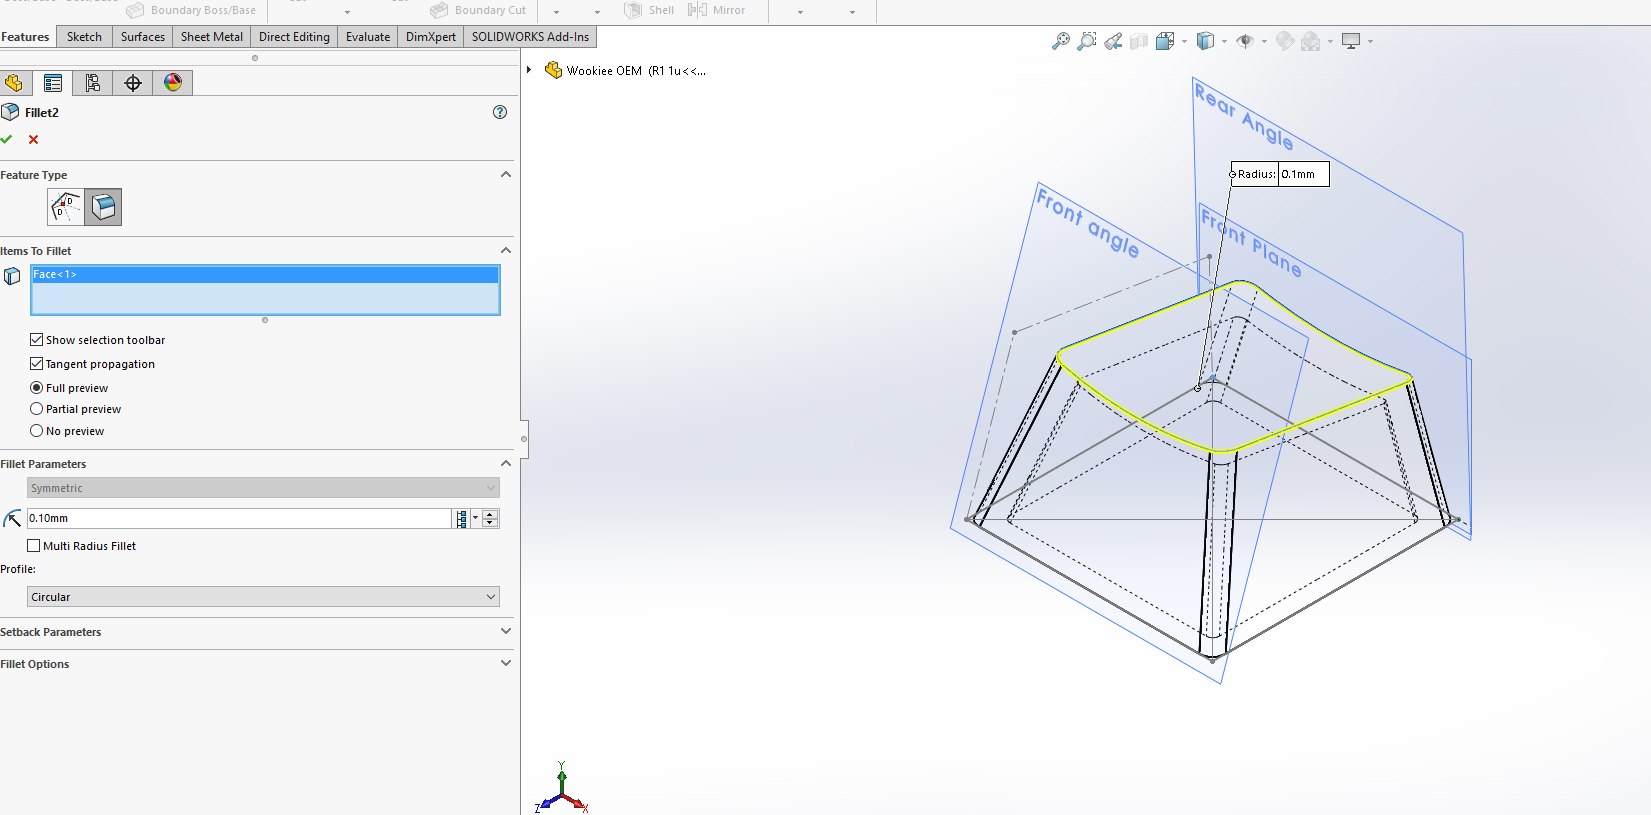 Boundary Boss/Base
Boundary Cut
Shell
Mirror
Features
Sketch
Surfaces
Sheet Metal
Direct Editing
Evaluate
DimXpert
SOLIDWORKS Add-Ins
Wookiee OEM (R1 1u<<...
Fillet2
Feature Type
D
D
Items To Fillet
Face<1>
Show selection toolbar
Tangent propagation
Full preview
Partial preview
No preview
Fillet Parameters
Symmetric
0.10mm
Multi Radius Fillet
Profile:
Circular
Setback Parameters
Fillet Options
Rear Angle
Radius: 0.1mm
Front angle
Front Plane
Y
Z
X